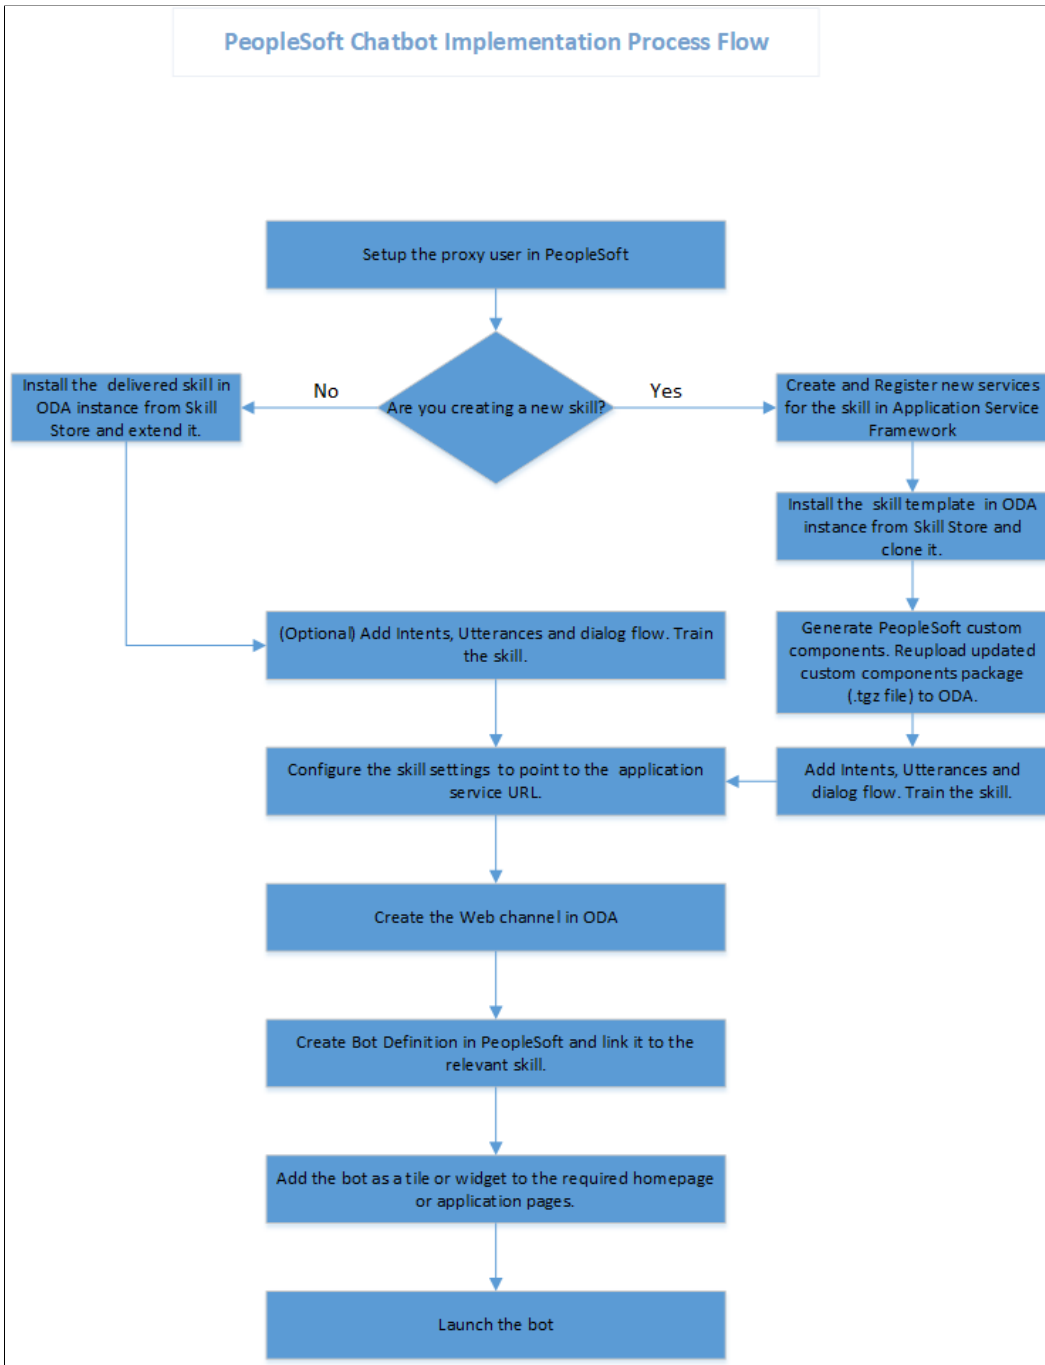 PeopleSoft Chatbot Implementation Process Flow
Setup the proxy user in PeopleSoft
Are you creating a new skill?
No
Yes
Install the delivered skill in
ODA instance from Skill
Store and extend it.
Create and Register new services
for the skill in Application Service
Framework
Install the skill template in ODA
instance from Skill Store and
clone it.
(Optional) Add Intents, Utterances and dialog flow. Train
the skill.
Generate PeopleSoft custom
components. Reupload updated
custom components package
(.tgz file) to ODA.
Configure the skill settings to point to the application
service URL.
Add Intents, Utterances and
dialog flow. Train the skill.
Create the Web channel in ODA
Create Bot Definition in PeopleSoft and link it to the
relevant skill.
Add the bot as a tile or widget to the required homepage
or application pages.
Launch the bot